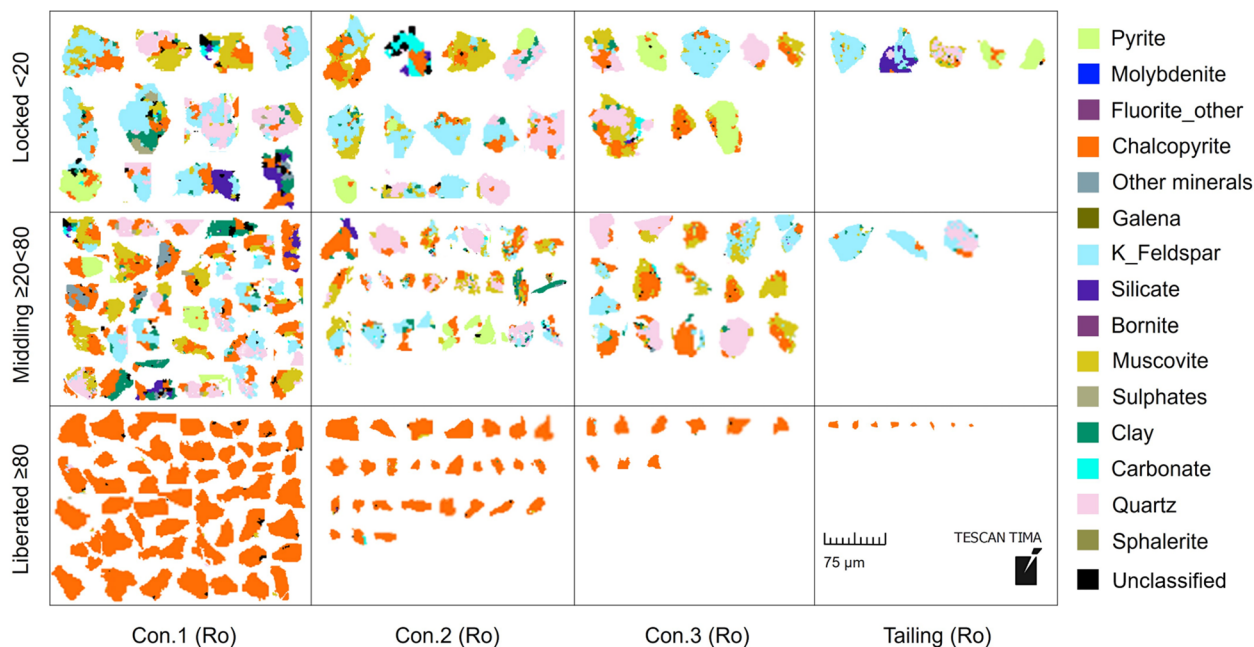 Locked <20
Middling ≥20<80
Liberated ≥80
Con.1 (Ro)
Con.2 (Ro)
Con.3 (Ro)
Tailing (Ro)
75 µm
TESCAN TIMA
Pyrite
Molybdenite
Fluorite_other
Chalcopyrite
Other minerals
Galena
K_Feldspar
Silicate
Bornite
Muscovite
Sulphates
Clay
Carbonate
Quartz
Sphalerite
Unclassified